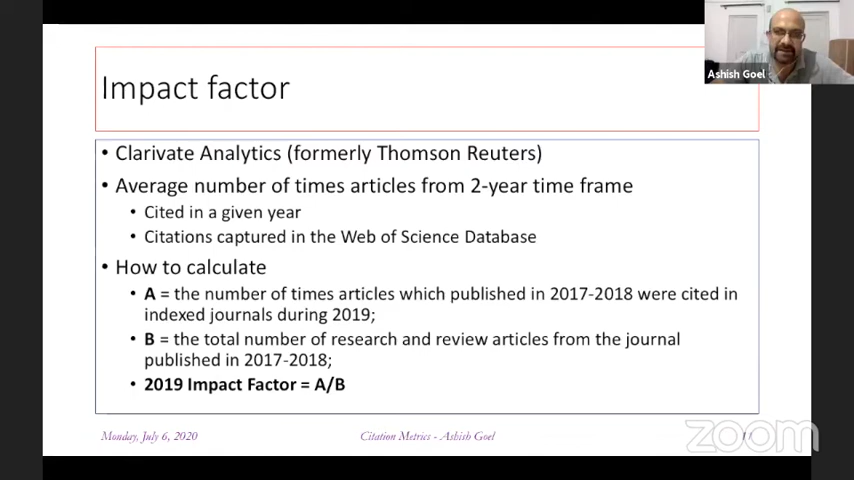 Ashish Goel
Impact factor
• Clarivate Analytics (formerly Thomson Reuters)
• Average number of times articles from 2-year time frame
• Cited in a given year
• Citations captured in the Web of Science Database
• How to calculate
• A = the number of times articles which published in 2017-2018 were cited in
indexed journals during 2019;
• B = the total number of research and review articles from the journal
published in 2017-2018;
• 2019 Impact Factor = A/B
Monday, July 6, 2020
Citation Metrics - Ashish Goel
zoom